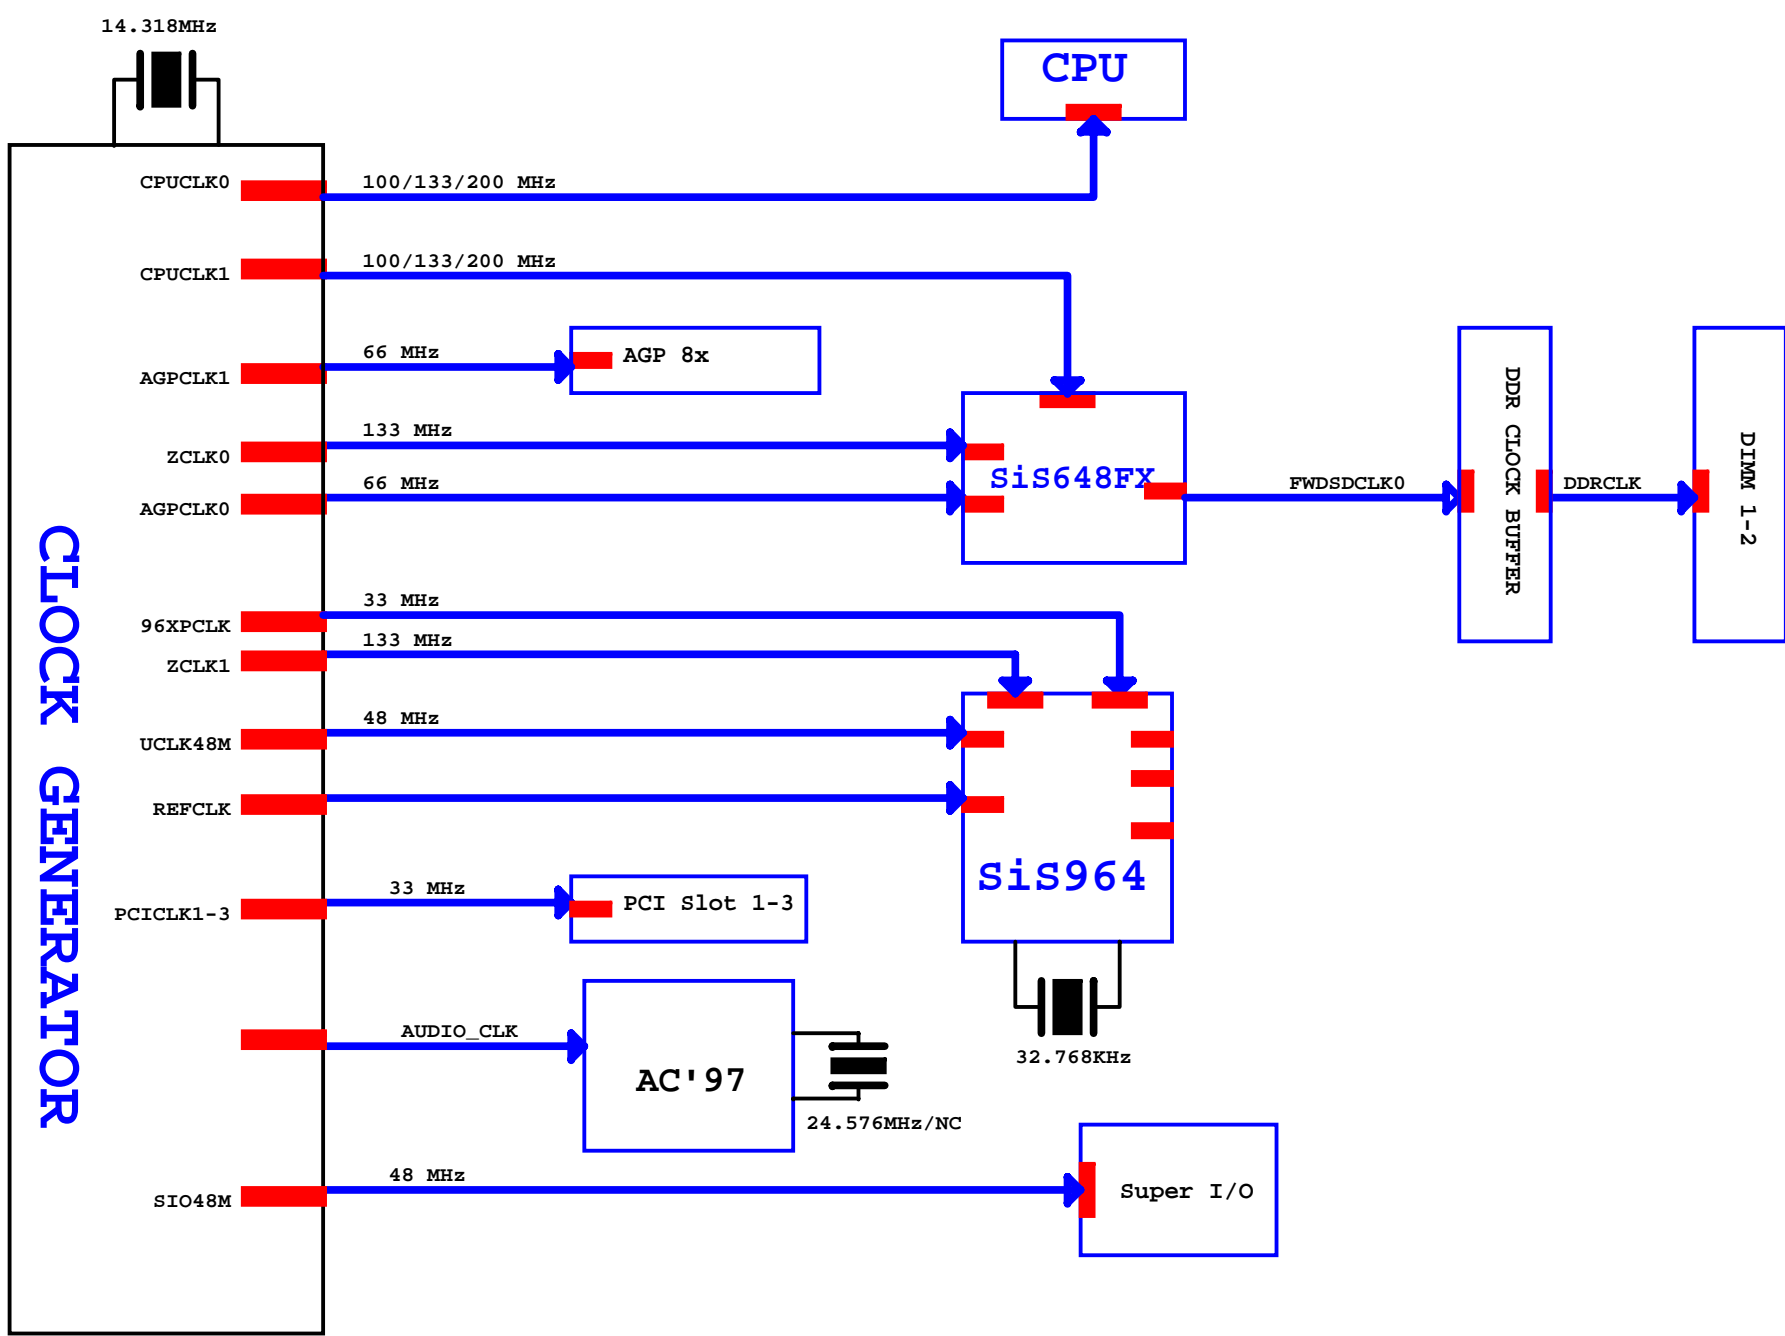 14.318MHz
CPU
CPUCLK0
100/133/200 MHz
CPUCLK1
100/133/200 MHz
AGPCLK1
66 MHz
AGP 8x
ZCLK0
133 MHz
AGPCLK0
66 MHz
SiS648FX
FWDSDCLK0
DDR CLOCK BUFFER
DDRCLK
DIMM 1-2
CLOCK GENERATOR
96XPCLK
33 MHz
ZCLK1
133 MHz
UCLK48M
48 MHz
REFCLK
SiS964
PCICLK1-3
33 MHz
PCI Slot 1-3
32.768KHz
AUDIO_CLK
AC'97
24.576MHz/NC
SIO48M
48 MHz
Super I/O